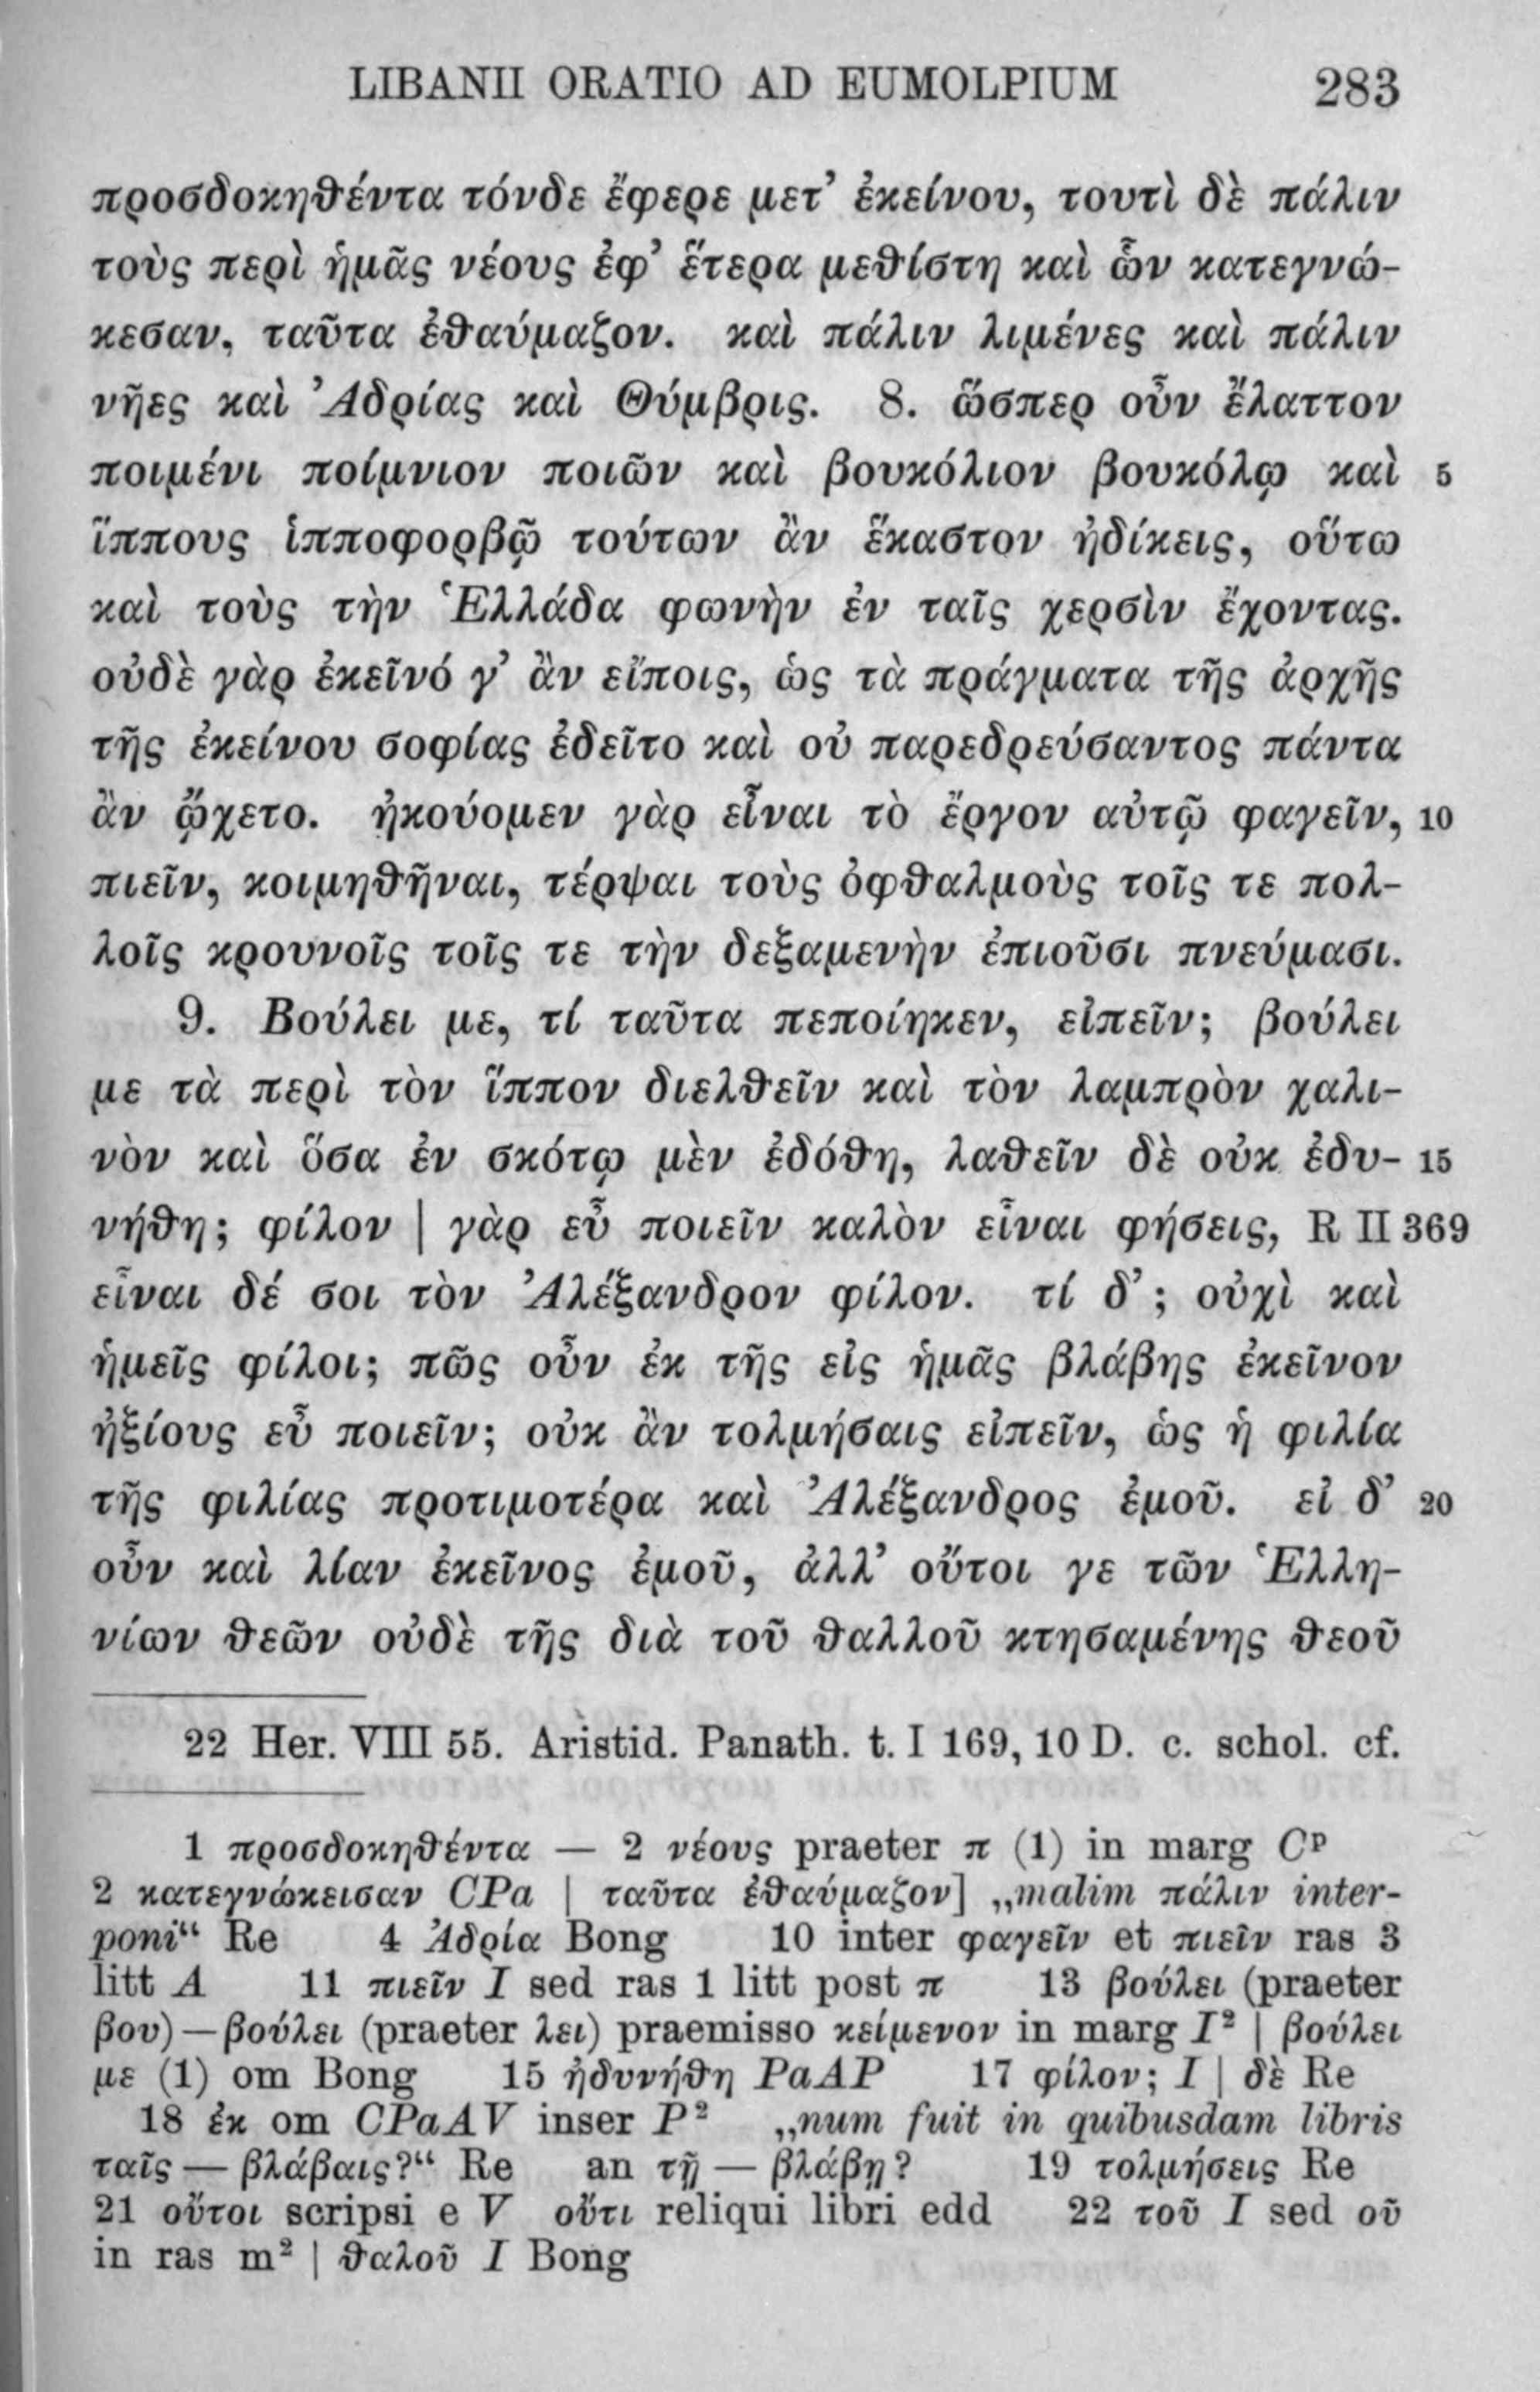 LIBANII ORATIO AD EUMOLPIUM 283
προσδοκηθέντα τόνδε ἔφερε μετ’ ἐκείνου, τουτὶ δὲ πάλιν
τοὺς περὶ ἡμᾶς νέους ἐφ’ ἕτερα μεθίστη καὶ ὧν κατεγνώ-
κεσαν, ταῦτα ἐθαύμαζον. καὶ πάλιν λιμένες καὶ πάλιν
νῆες καὶ Ἀδρίας καὶ Θύμβρις. 8. ὥσπερ οὖν ἔλαττον
ποιμένι ποίμνιον ποιῶν καὶ βουκόλιον βουκόλῳ καὶ 5
ἵππους ἱπποφορβῷ τούτων ἂν ἕκαστον ἠδίκεις, οὕτω
καὶ τοὺς τὴν Ἑλλάδα φωνὴν ἐν ταῖς χερσὶν ἔχοντας.
οὐδὲ γὰρ ἐκεῖνό γ’ ἂν εἴποις, ὡς τὰ πράγματα τῆς ἀρχῆς
τῆς ἐκείνου σοφίας ἐδεῖτο καὶ οὐ παρεδρεύσαντος πάντα
ἂν ᾤχετο. ἠκούομεν γὰρ εἶναι τὸ ἔργον αὐτῷ φαγεῖν, 10
πιεῖν, κοιμηθῆναι, τέρψαι τοὺς ὀφθαλμοὺς τοῖς τε πολ-
λοῖς κρουνοῖς τοῖς τε τὴν δεξαμενὴν ἐπιοῦσι πνεύμασι.
9. Βούλει με, τί ταῦτα πεποίηκεν, εἰπεῖν; βούλει
με τὰ περὶ τὸν ἵππον διελθεῖν καὶ τὸν λαμπρὸν χαλι-
νὸν καὶ ὅσα ἐν σκότῳ μὲν ἐδόθη, λαθεῖν δὲ οὐκ ἐδυ- 15
νήθη; φίλον | γὰρ εὖ ποιεῖν καλὸν εἶναι φήσεις, R II 369
εἶναι δέ σοι τὸν Ἀλέξανδρον φίλον. τί δ’; οὐχὶ καὶ
ἡμεῖς φίλοι; πῶς οὖν ἐκ τῆς εἰς ἡμᾶς βλάβης ἐκεῖνον
ἠξίους εὖ ποιεῖν; οὐκ ἂν τολμήσαις εἰπεῖν, ὡς ἡ φιλία
τῆς φιλίας προτιμοτέρα καὶ Ἀλέξανδρος ἐμοῦ. εἰ δ’ 20
οὖν καὶ λίαν ἐκεῖνος ἐμοῦ, ἀλλ’ οὔτοι γε τῶν Ἑλλη-
νίων θεῶν οὐδὲ τῆς διὰ τοῦ θαλλοῦ κτησαμένης θεοῦ
22 Her. VIII 55. Aristid. Panath. t. I 169, 10 D. c. schol. cf.
1 προσδοκηθέντα — 2 νέους praeter π (1) in marg Cᵖ
2 κατεγνώκεισαν CPa | ταῦτα ἐθαύμαζον] „malim πάλιν inter-
poni“ Re 4 Ἀδρία Bong 10 inter φαγεῖν et πιεῖν ras 3
litt A 11 πιεῖν I sed ras 1 litt post π 13 βούλει (praeter
βου) — βούλει (praeter λει) praemisso κείμενον in marg I² | βούλει
με (1) om Bong 15 ἠδυνήθη PaAP 17 φίλον; I | δὲ Re
18 ἐκ om CPaAV inser P² „num fuit in quibusdam libris
ταῖς — βλάβαις?“ Re an τῇ — βλάβῃ? 19 τολμήσεις Re
21 οὔτοι scripsi e V οὔτι reliqui libri edd 22 τοῦ I sed οῦ
in ras m² | θαλοῦ I Bong